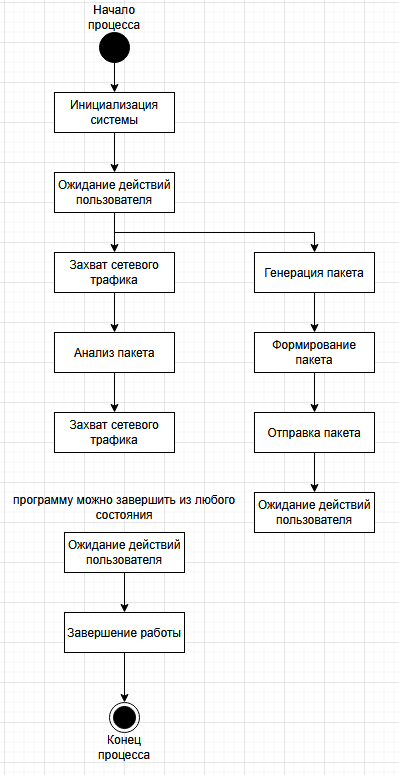 Начало
процесса
Инициализация
системы
Ожидание действий
пользователя
Захват сетевого
трафика
Генерация пакета
Анализ пакета
Формирование
пакета
Захват сетевого
трафика
Отправка пакета
программу можно завершить из любого
состояния
Ожидание действий
пользователя
Ожидание действий
пользователя
Завершение работы
Конец
процесса